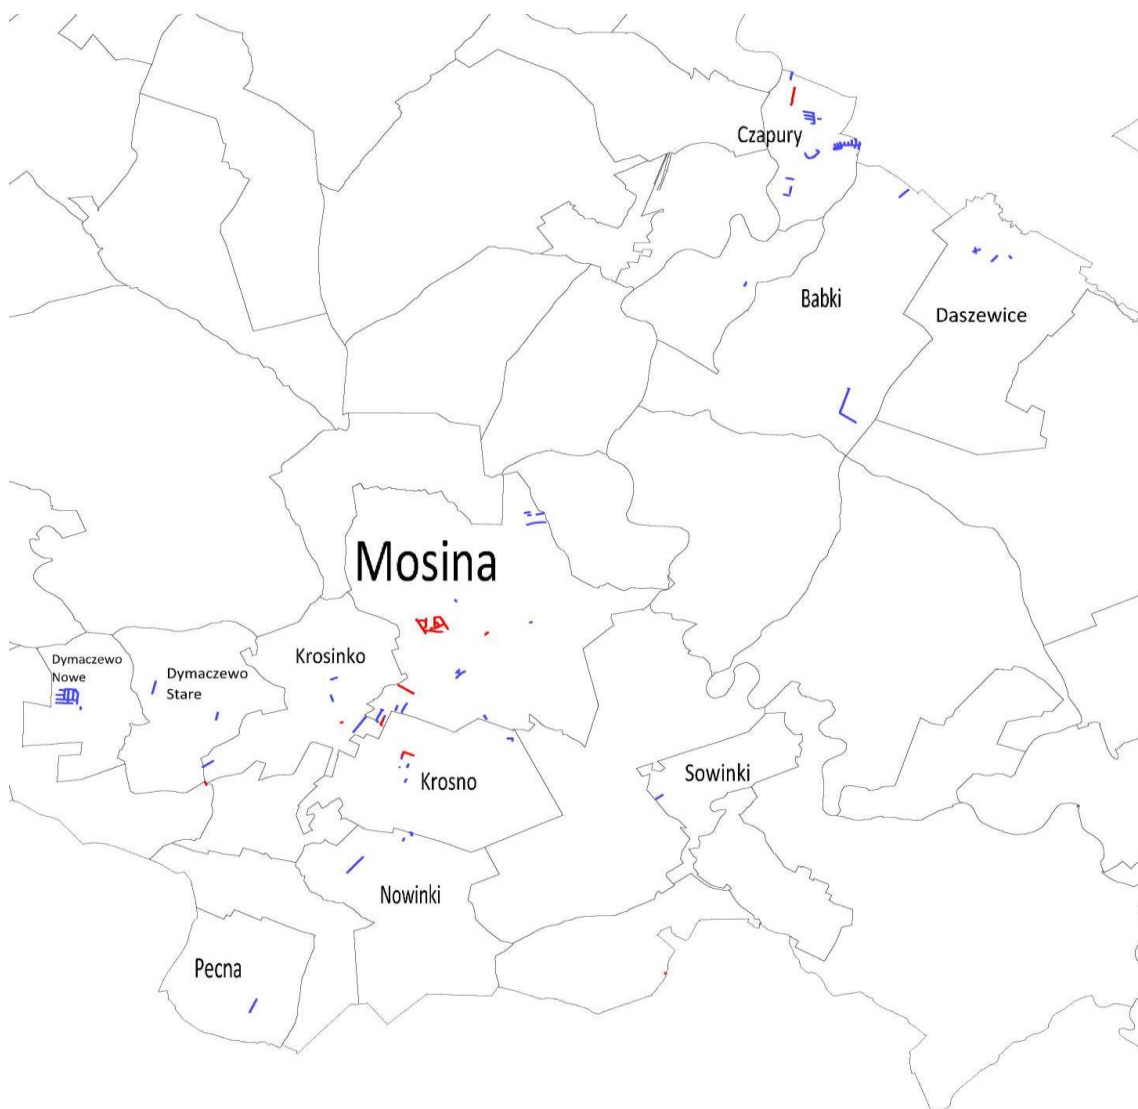 Czapury
Babki
Daszewice
Mosina
Krosinko
Dymaczewo
Nowe
Dymaczewo
Stare
Sowinki
Krosno
Nowinki
Pecna